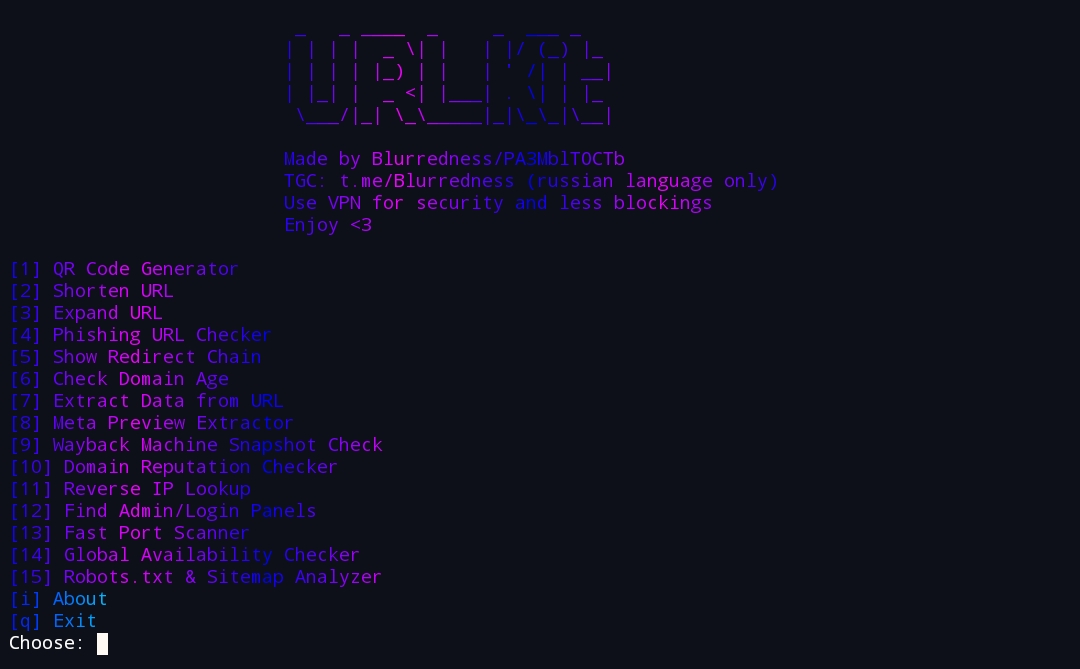 URLKit
Made by Blurredness/PA3MblTOCTb
TGC: t.me/Blurredness (russian language only)
Use VPN for security and less blockings
Enjoy <3
[1] QR Code Generator
[2] Shorten URL
[3] Expand URL
[4] Phishing URL Checker
[5] Show Redirect Chain
[6] Check Domain Age
[7] Extract Data from URL
[8] Meta Preview Extractor
[9] Wayback Machine Snapshot Check
[10] Domain Reputation Checker
[11] Reverse IP Lookup
[12] Find Admin/Login Panels
[13] Fast Port Scanner
[14] Global Availability Checker
[15] Robots.txt & Sitemap Analyzer
[i] About
[q] Exit
Choose: